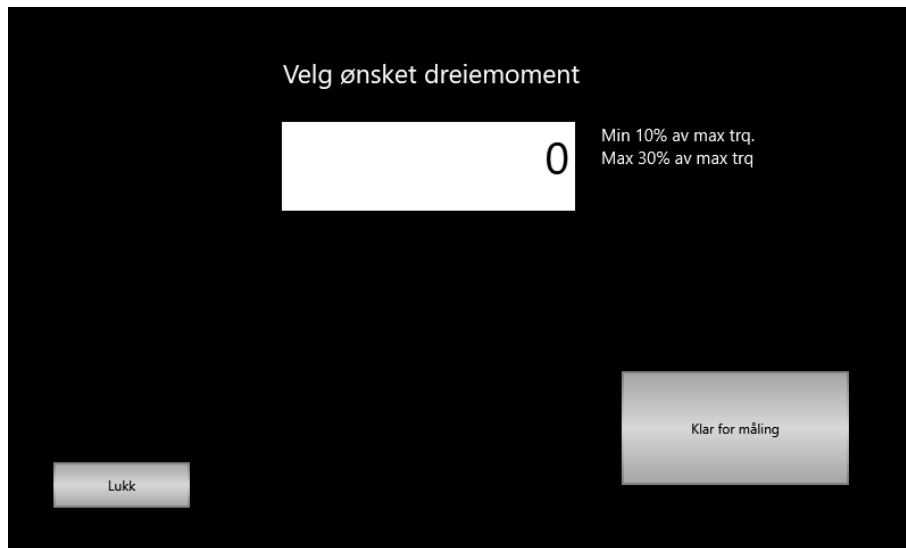 Velg ønsket dreiemoment
0
Min 10% av max trq.
Max 30% av max trq
Klar for måling
Lukk